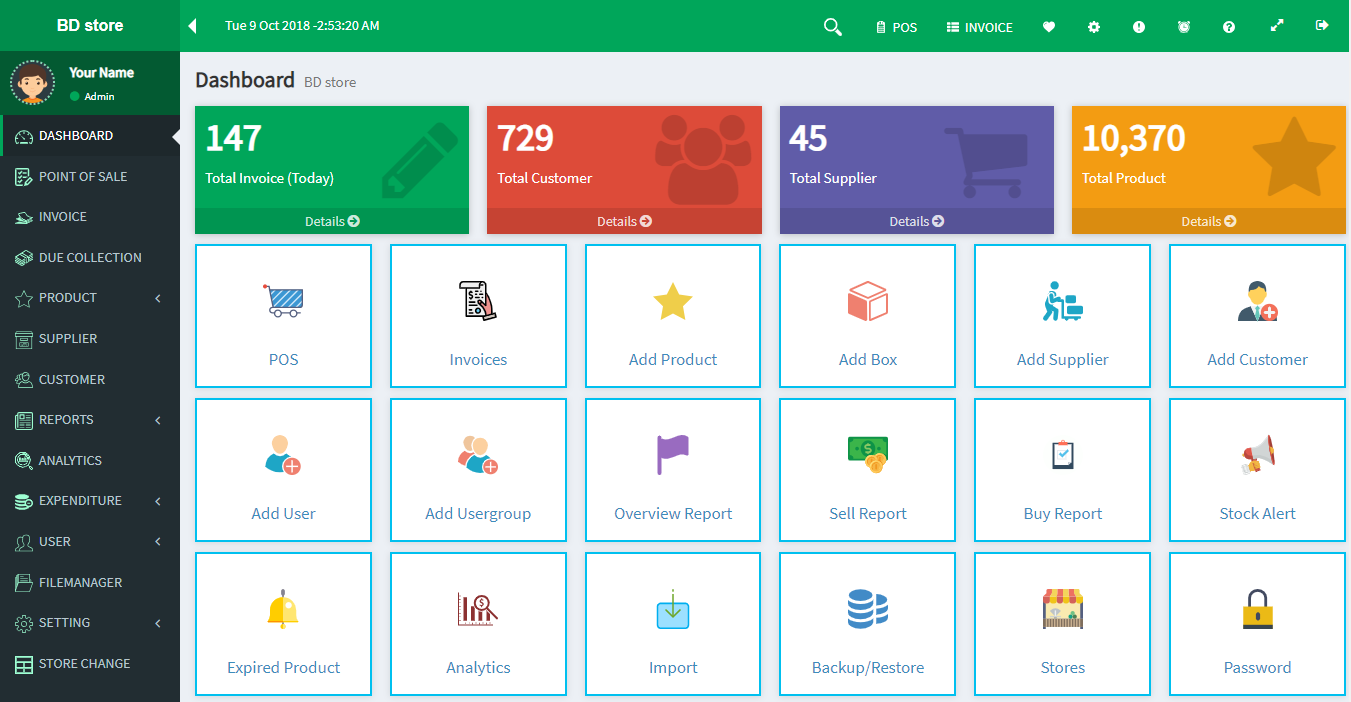 BD store
Tue 9 Oct 2018 -2:53:20 AM
POS
INVOICE
Your Name
Admin
DASHBOARD
POINT OF SALE
INVOICE
DUE COLLECTION
PRODUCT
SUPPLIER
CUSTOMER
REPORTS
ANALYTICS
EXPENDITURE
USER
FILEMANAGER
SETTING
STORE CHANGE
Dashboard BD store
147
Total Invoice (Today)
Details
729
Total Customer
Details
45
Total Supplier
Details
10,370
Total Product
Details
POS
Invoices
Add Product
Add Box
Add Supplier
Add Customer
Add User
Add Usergroup
Overview Report
Sell Report
Buy Report
Stock Alert
Expired Product
Analytics
Import
Backup/Restore
Stores
Password